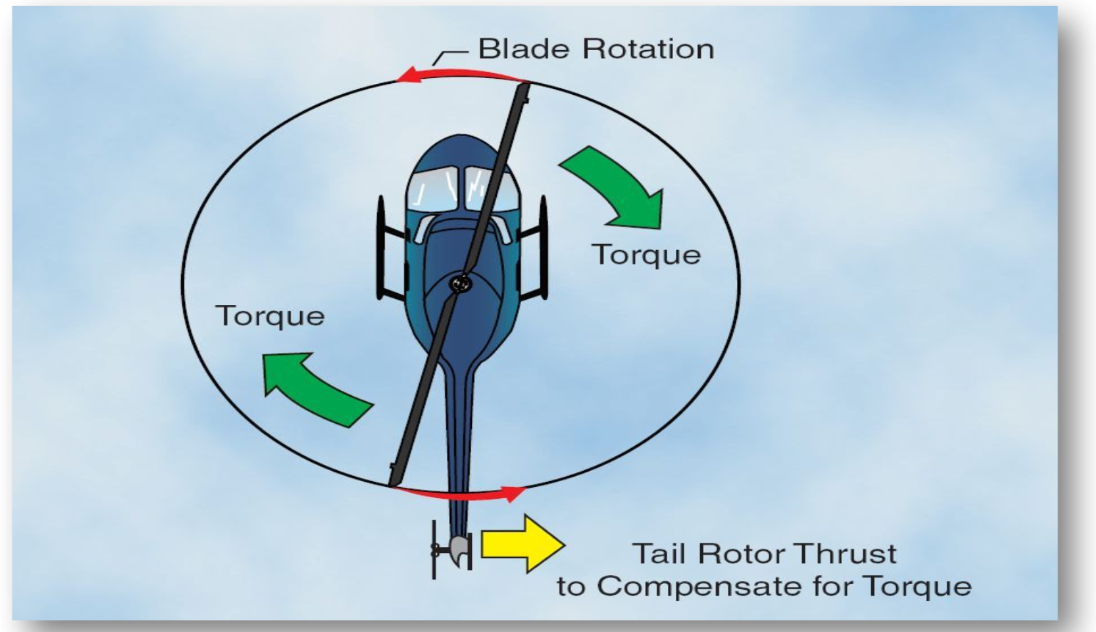 Blade Rotation
Torque
Torque
Tail Rotor Thrust
to Compensate for Torque